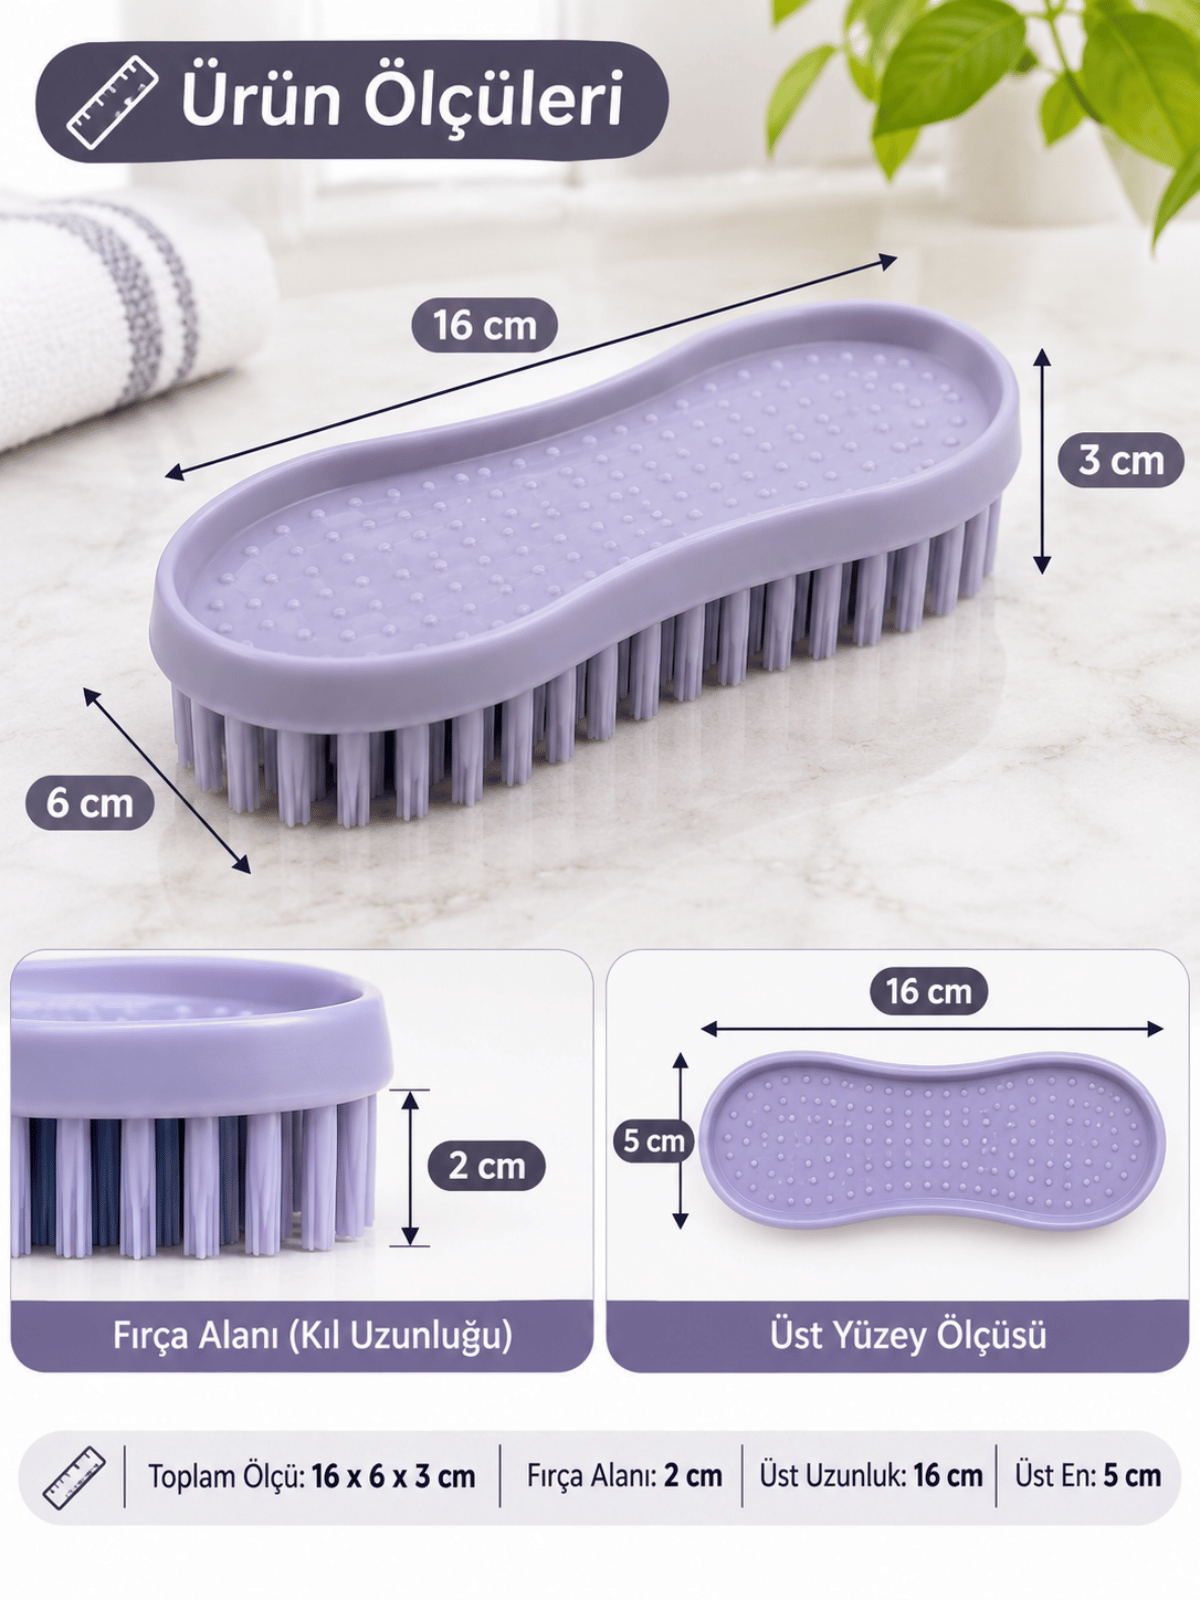 Ürün Ölçüleri
16 cm
3 cm
6 cm
2 cm
Fırça Alanı (Kıl Uzunluğu)
16 cm
5 cm
Üst Yüzey Ölçüsü
Toplam Ölçü: 16 x 6 x 3 cm
Fırça Alanı: 2 cm
Üst Uzunluk: 16 cm
Üst En: 5 cm